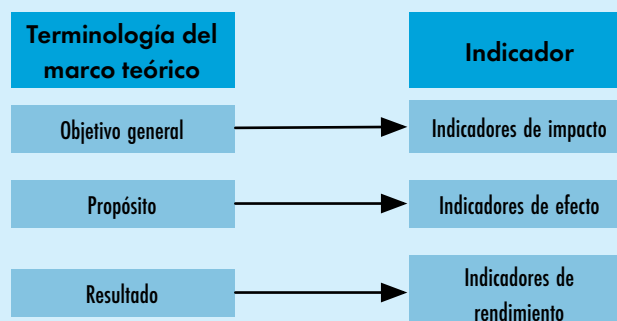 Terminología del
marco teórico
Indicador
Objetivo general
Indicadores de impacto
Propósito
Indicadores de efecto
Resultado
Indicadores de
rendimiento